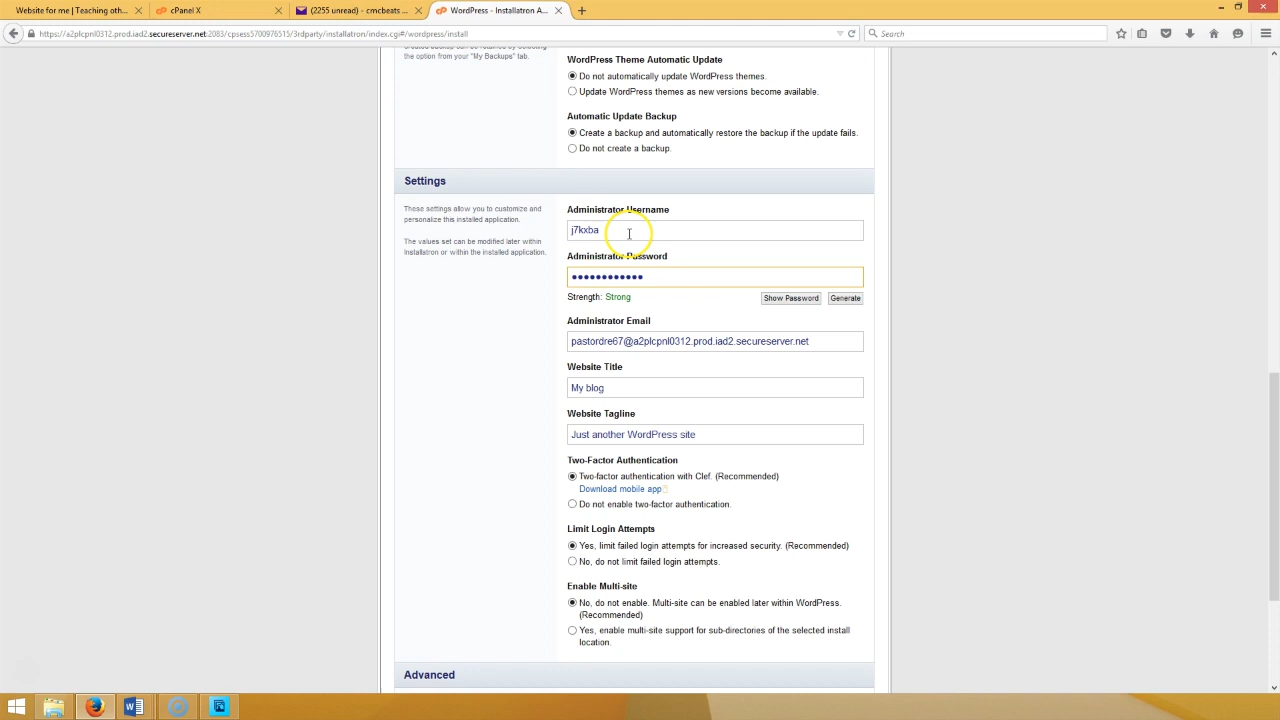 Website for me | Teaching oth...
cPanel X
(2255 unread) - cmcbeats ...
WordPress - Installatron A...
https://a2plcpnl0312.prod.iad2.secureserver.net:2083/cpsess5700976515/3rdparty/installatron/index.cgi#/wordpress/install
Search
the option from your "My Backups" tab.
WordPress Theme Automatic Update
Do not automatically update WordPress themes.
Update WordPress themes as new versions become available.
Automatic Update Backup
Create a backup and automatically restore the backup if the update fails.
Do not create a backup.
Settings
These settings allow you to customize and
personalize this installed application.
The values set can be modified later within
Installatron or within the installed application.
Administrator Username
j7kxba
Administrator Password
Strength: Strong
Show Password
Generate
Administrator Email
pastordre67@a2plcpnl0312.prod.iad2.secureserver.net
Website Title
My blog
Website Tagline
Just another WordPress site
Two-Factor Authentication
Two-factor authentication with Clef. (Recommended)
Download mobile app
Do not enable two-factor authentication.
Limit Login Attempts
Yes, limit failed login attempts for increased security. (Recommended)
No, do not limit failed login attempts.
Enable Multi-site
No, do not enable. Multi-site can be enabled later within WordPress.
(Recommended)
Yes, enable multi-site support for sub-directories of the selected install
location.
Advanced